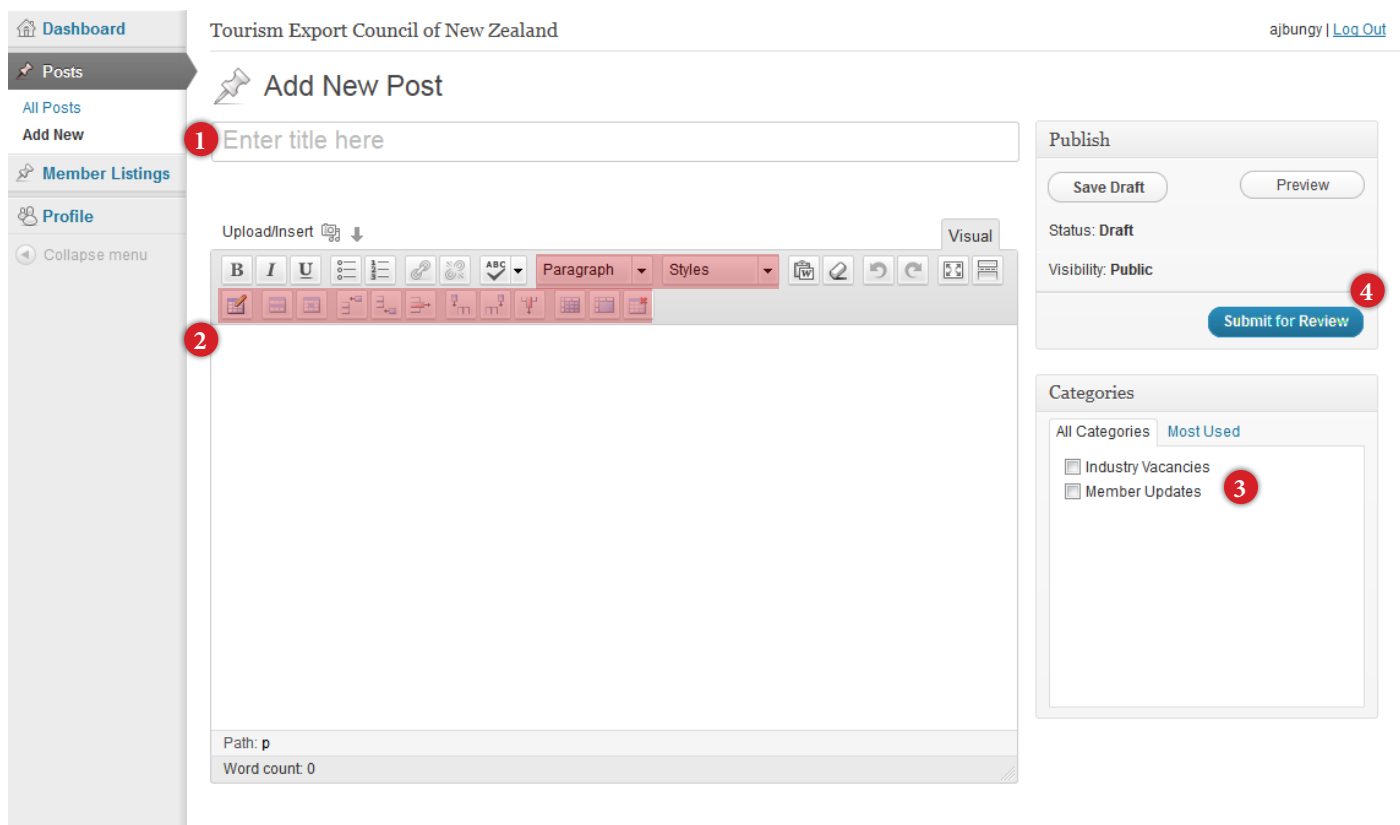 Dashboard
Posts
All Posts
Add New
Member Listings
Profile
Collapse menu
Tourism Export Council of New Zealand
ajbungy | Log Out
Add New Post
1
Enter title here
Upload/Insert
Visual
B I U ABC Paragraph Styles
2
Path: p
Word count: 0
Publish
Save Draft
Preview
Status: Draft
Visibility: Public
4
Submit for Review
Categories
All Categories Most Used
Industry Vacancies
Member Updates
3